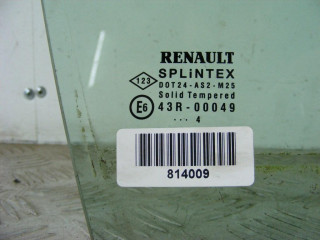 RENAULT
123 SPLiNTEX
DOT24-AS2-M25
Solid Tempered
E6 43R-00049
... 4
814009